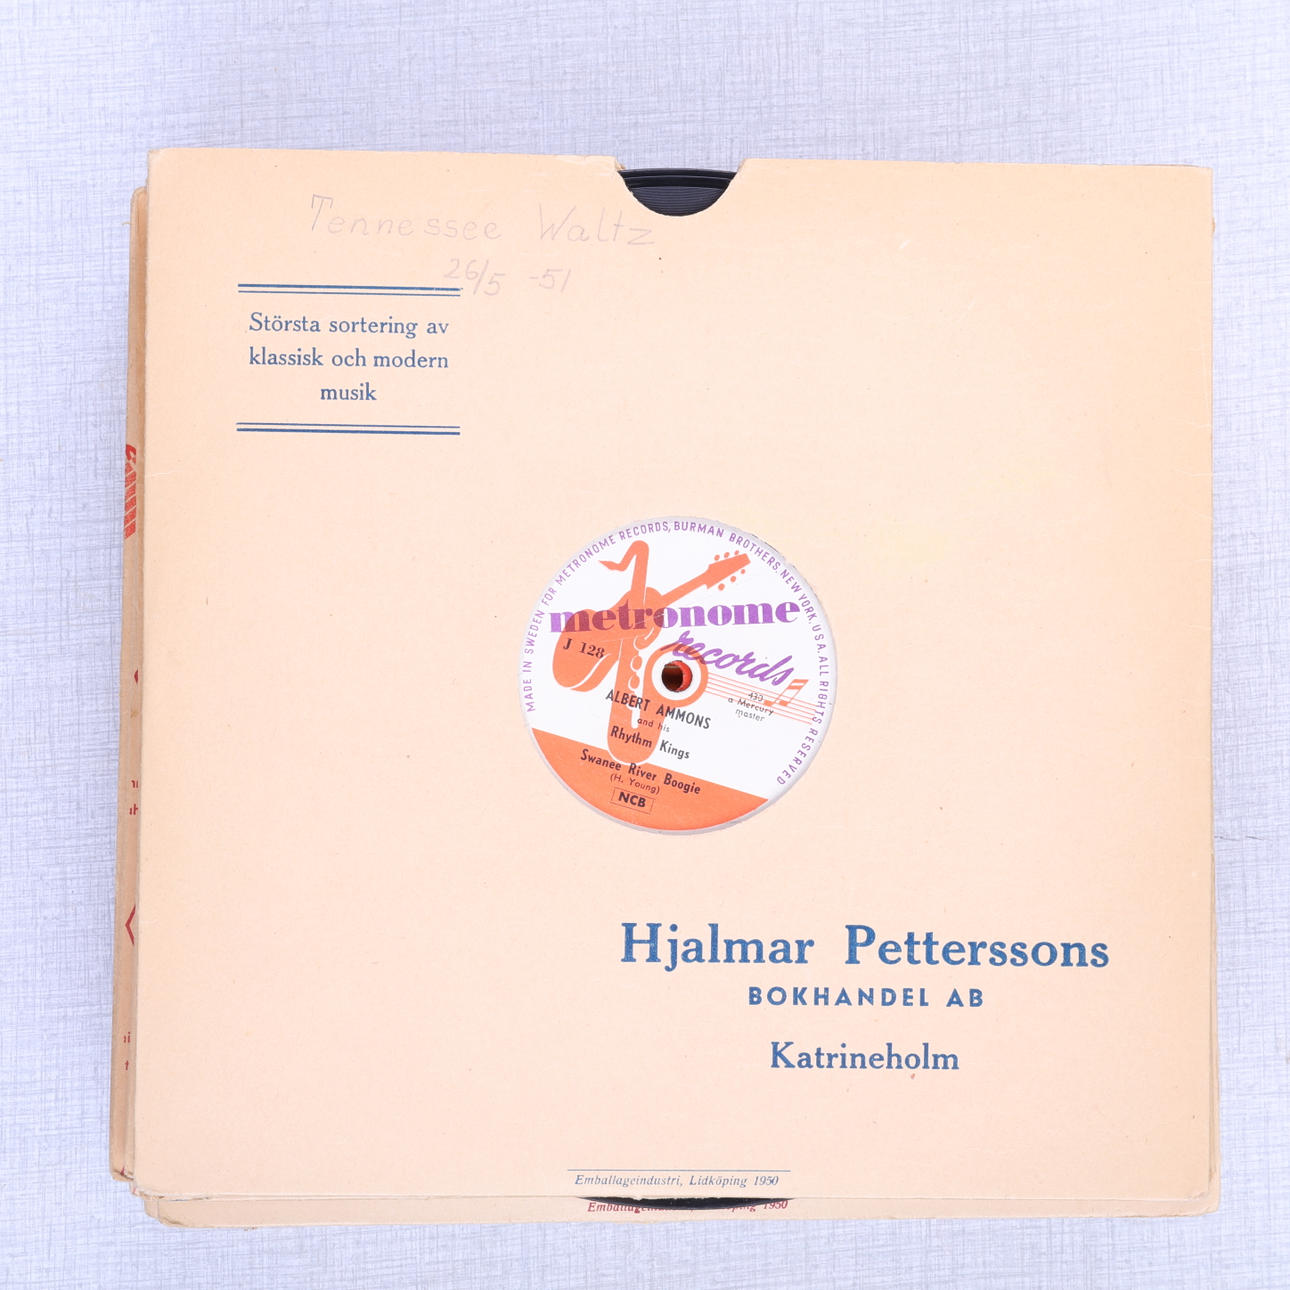 Tennessee Waltz
26/5 -51
Största sortering av
klassisk och modern
musik
MADE IN SWEDEN FOR METRONOME RECORDS, BURMAN BROTHERS, NEW YORK, U.S.A. ALL RIGHTS RESERVED
metronome
records
J 128
430
a Mercury
master
ALBERT AMMONS
and his
Rhythm Kings
Swanee River Boogie
(H. Young)
NCB
Hjalmar Petterssons
BOKHANDEL AB
Katrineholm
Emballageindustri, Lidköping 1950
1950